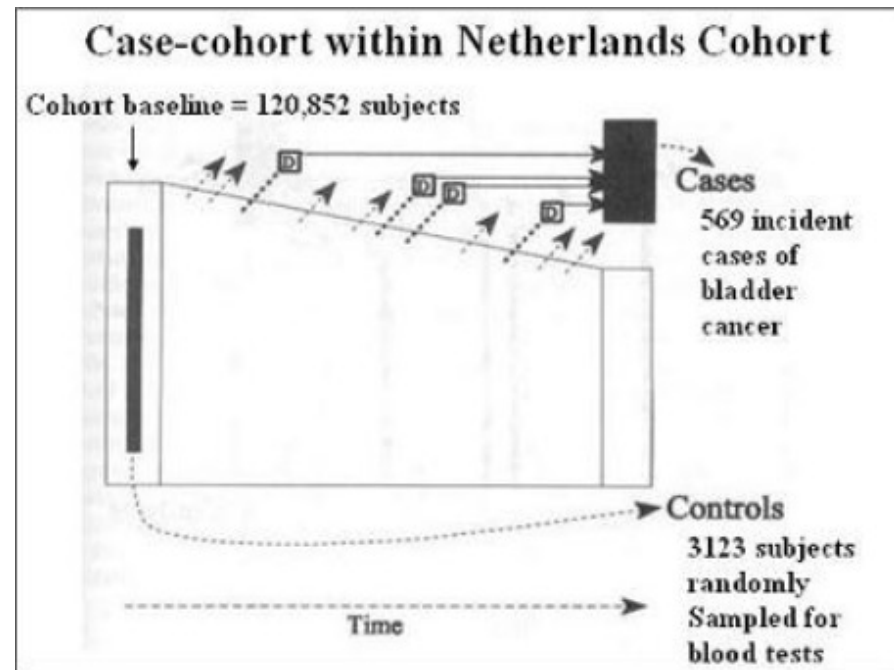 Case-cohort within Netherlands Cohort
Cohort baseline = 120,852 subjects
D
D
D
D
Cases
569 incident
cases of
bladder
cancer
Controls
3123 subjects
randomly
Sampled for
blood tests
Time